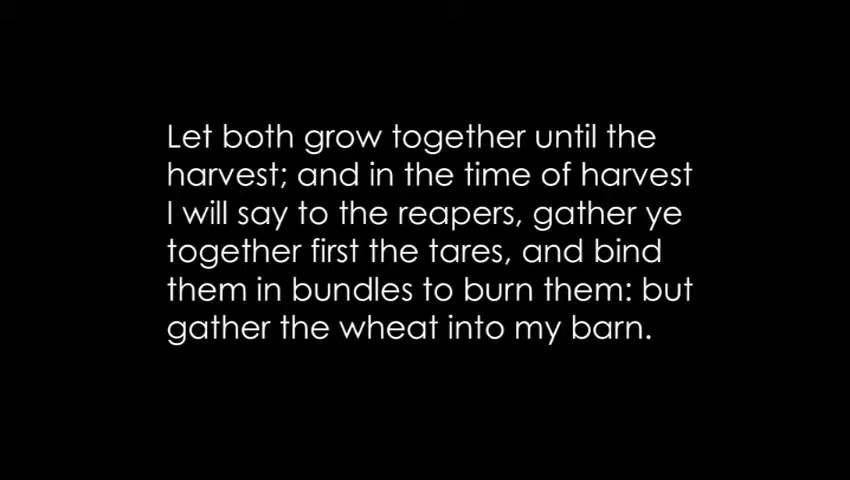 Let both grow together until the
harvest; and in the time of harvest
I will say to the reapers, gather ye
together first the tares, and bind
them in bundles to burn them: but
gather the wheat into my barn.